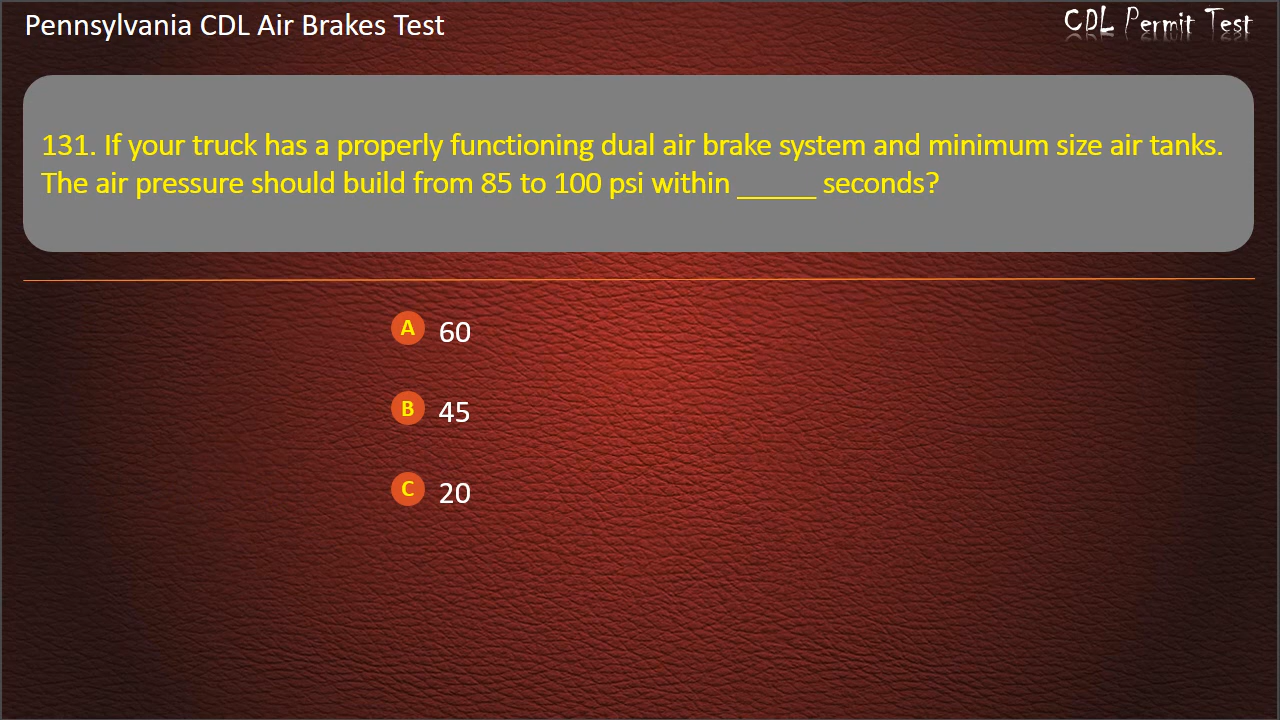 Pennsylvania CDL Air Brakes Test
CDL Permit Test
131. If your truck has a properly functioning dual air brake system and minimum size air tanks.
The air pressure should build from 85 to 100 psi within _____ seconds?
A 60
B 45
C 20